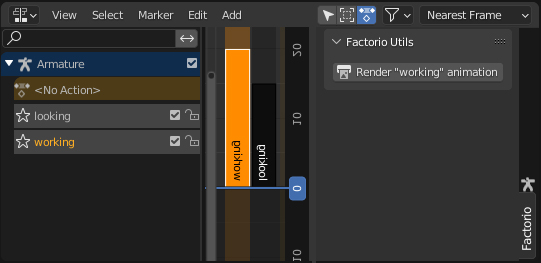 View Select Marker Edit Add Nearest Frame
Factorio Utils
Armature
Render "working" animation
<No Action>
looking
working
working
looking
50
10
0
10
Factorio